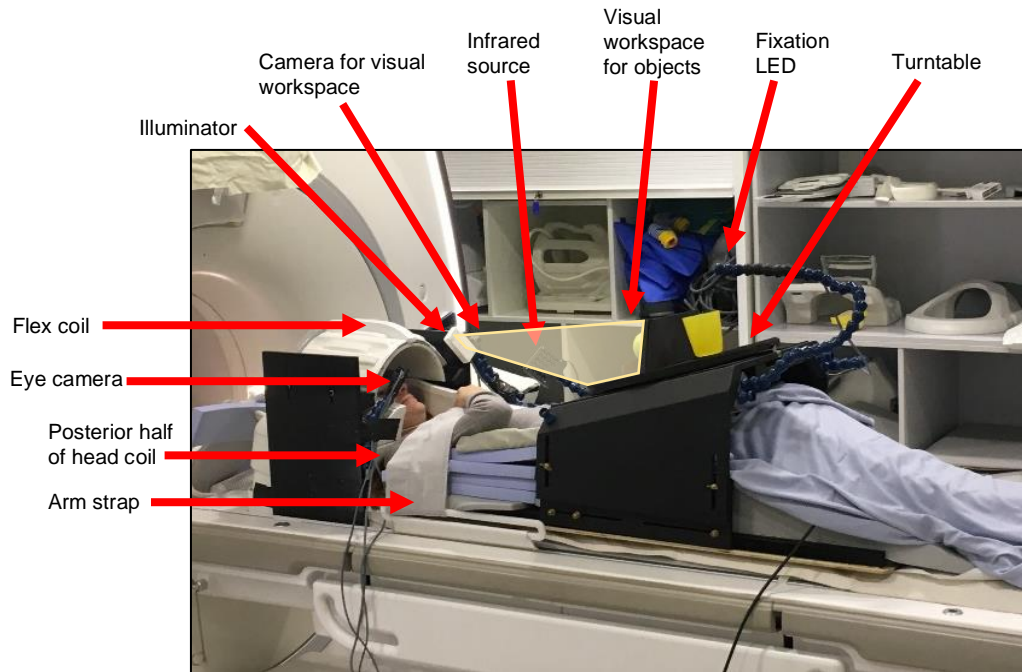 Visual
workspace
for objects
Infrared
source
Fixation
LED
Camera for visual
workspace
Turntable
Illuminator
Flex coil
Eye camera
Posterior half
of head coil
Arm strap